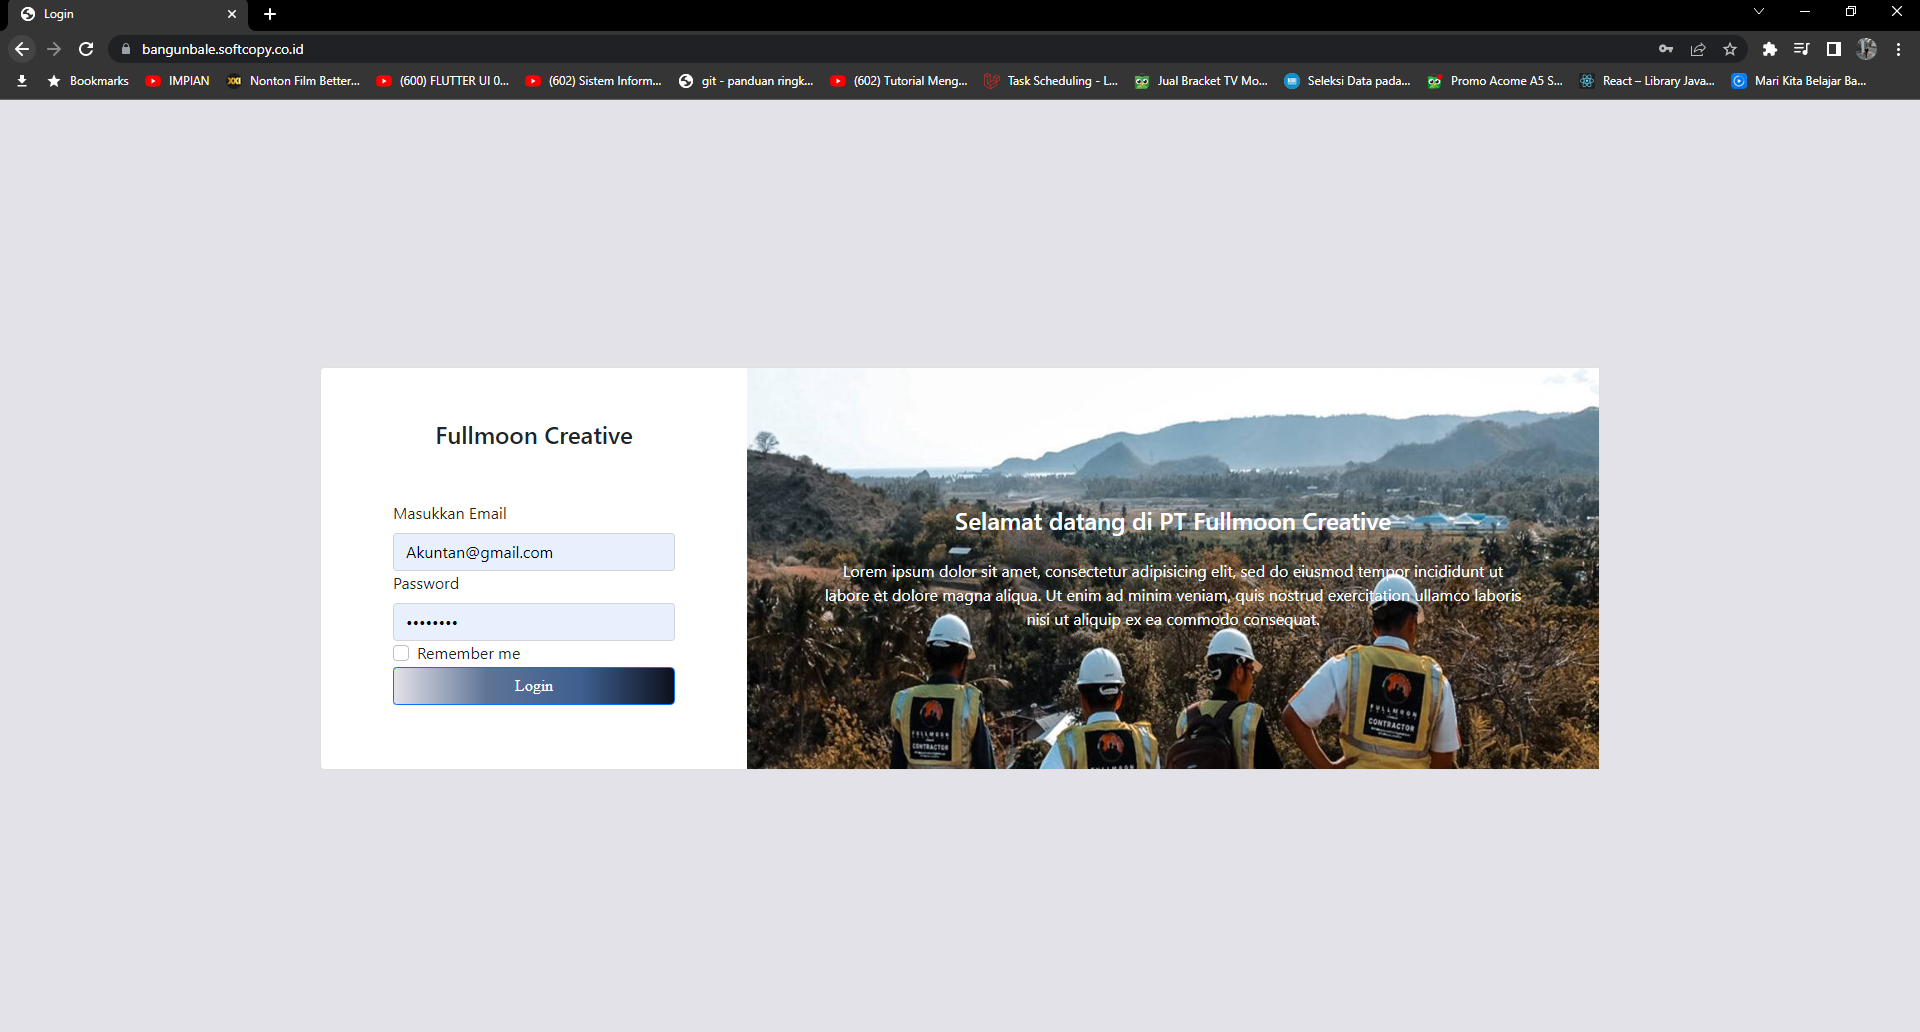 Login
bangunbale.softcopy.co.id
Bookmarks
IMPIAN
Nonton Film Better...
(600) FLUTTER UI 0...
(602) Sistem Inform...
git - panduan ringk...
(602) Tutorial Meng...
Task Scheduling - L...
Jual Bracket TV Mo...
Seleksi Data pada...
Promo Acome A5 S...
React – Library Java...
Mari Kita Belajar Ba...
Fullmoon Creative
Masukkan Email
Akuntan@gmail.com
Password
••••••••
Remember me
Login
Selamat datang di PT Fullmoon Creative
Lorem ipsum dolor sit amet, consectetur adipisicing elit, sed do eiusmod tempor incididunt ut
labore et dolore magna aliqua. Ut enim ad minim veniam, quis nostrud exercitation ullamco laboris
nisi ut aliquip ex ea commodo consequat.
FULLMOON
CONTRACTOR
FULLMOON
FULLMOON
CONTRACTOR